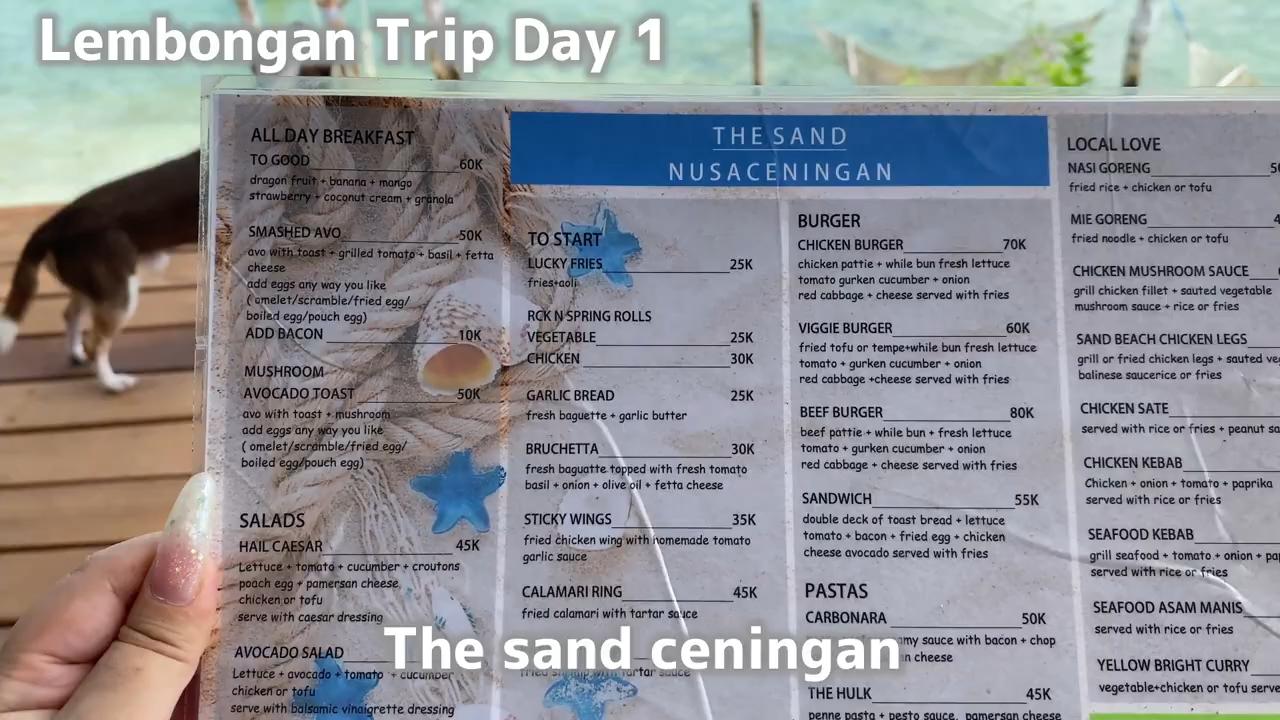 Lembongan Trip Day 1
ALL DAY BREAKFAST
TO GOOD 60K
dragon fruit + banana + mango
strawberry + coconut cream + granola
SMASHED AVO 50K
avo with toast + grilled tomato + basil + fetta
cheese
add eggs any way you like
( omelet/scramble/fried egg/
boiled egg/pouch egg)
ADD BACON 10K
MUSHROOM
AVOCADO TOAST 50K
avo with toast + mushroom
add eggs any way you like
( omelet/scramble/fried egg/
boiled egg/pouch egg)
SALADS
HAIL CAESAR 45K
Lettuce + tomato + cucumber + croutons
poach egg + pamersan cheese
chicken or tofu
serve with caesar dressing
AVOCADO SALAD
Lettuce + avocado + tomato + cucumber
chicken or tofu
serve with balsamic vinaigrette dressing
THE SAND
NUSACENINGAN
TO START
LUCKY FRIES 25K
fries+aoli
RCK N SPRING ROLLS
VEGETABLE 25K
CHICKEN 30K
GARLIC BREAD 25K
fresh baguette + garlic butter
BRUCHETTA 30K
fresh baguatte topped with fresh tomato
basil + onion + olive oil + fetta cheese
STICKY WINGS 35K
fried chicken wing with homemade tomato
garlic sauce
CALAMARI RING 45K
fried calamari with tartar sauce
fried shrimp with tartar sauce
BURGER
CHICKEN BURGER 70K
chicken pattie + while bun fresh lettuce
tomato gurken cucumber + onion
red cabbage + cheese served with fries
VIGGIE BURGER 60K
fried tofu or tempe+while bun fresh lettuce
tomato + gurken cucumber + onion
red cabbage +cheese served with fries
BEEF BURGER 80K
beef pattie + while bun + fresh lettuce
tomato + gurken cucumber + onion
red cabbage + cheese served with fries
SANDWICH 55K
double deck of toast bread + lettuce
tomato + bacon + fried egg + chicken
cheese avocado served with fries
PASTAS
CARBONARA 50K
sauce with bacon + chop
cheese
THE HULK 45K
penne pasta + pesto sauce, pamersan cheese
LOCAL LOVE
NASI GORENG
fried rice + chicken or tofu
MIE GORENG
fried noodle + chicken or tofu
CHICKEN MUSHROOM SAUCE
grill chicken fillet + sauted vegetable
mushroom sauce + rice or fries
SAND BEACH CHICKEN LEGS
grill or fried chicken legs + sauted
balinese saucerice or fries
CHICKEN SATE
served with rice or fries + peanut
CHICKEN KEBAB
Chicken + onion + tomato + paprika
served with rice or fries
SEAFOOD KEBAB
grill seafood + tomato + onion +
served with rice or fries
SEAFOOD ASAM MANIS
served with rice or fries
YELLOW BRIGHT CURRY
vegetable+chicken or tofu
The sand ceningan